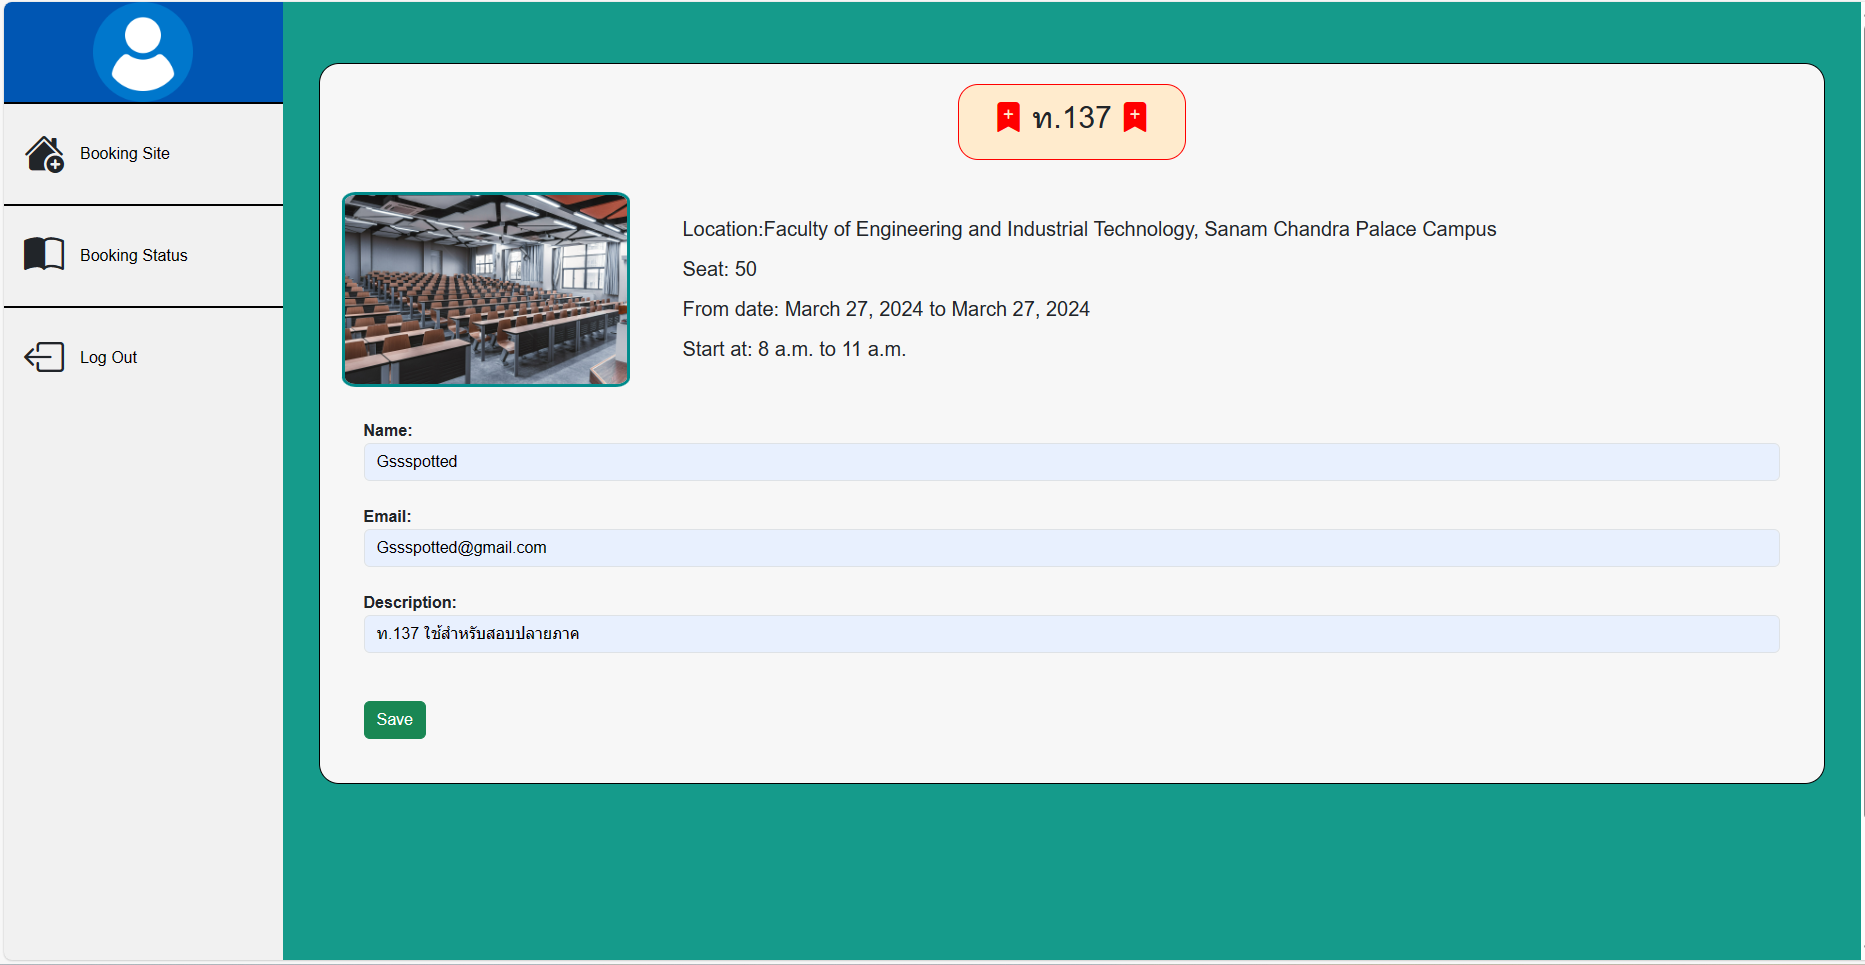 Booking Site
Booking Status
Log Out
ท.137
Location:Faculty of Engineering and Industrial Technology, Sanam Chandra Palace Campus
Seat: 50
From date: March 27, 2024 to March 27, 2024
Start at: 8 a.m. to 11 a.m.
Name:
Gssspotted
Email:
Gssspotted@gmail.com
Description:
ท.137 ใช้สำหรับสอบปลายภาค
Save